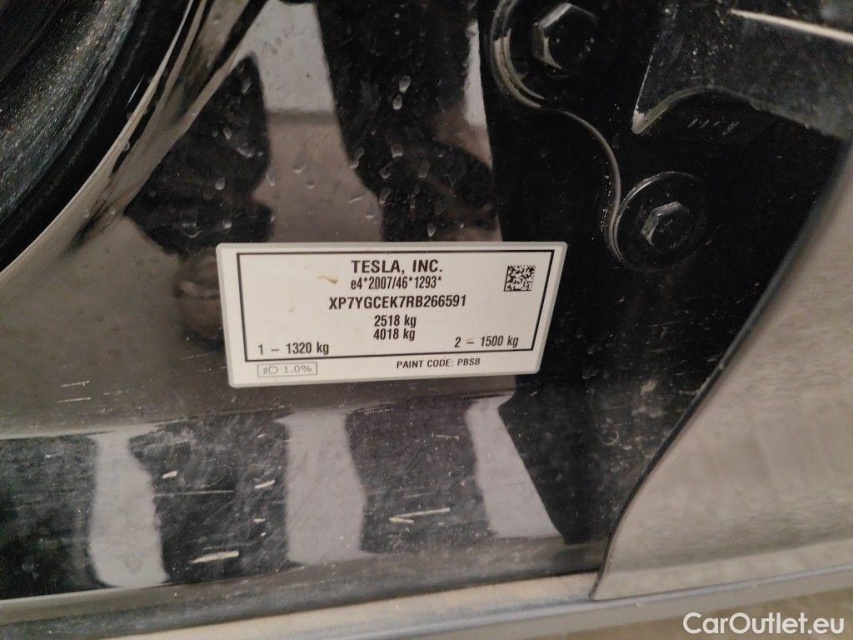 TESLA, INC.
e4*2007/46*1293*
XP7YGCEK7RB266591
2518 kg
4018 kg
1 – 1320 kg 2 – 1500 kg
1.0% PAINT CODE: PBSB
CarOutlet.eu